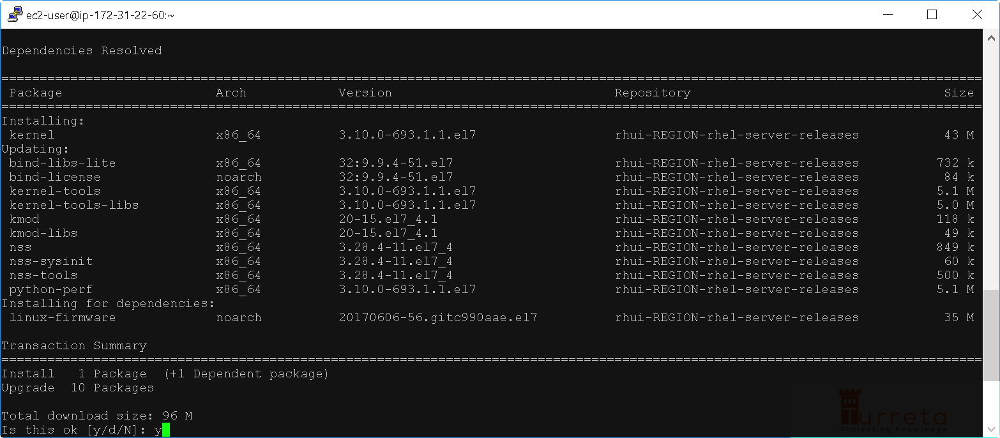 ec2-user@ip-172-31-22-60:~
Dependencies Resolved
================================================================================================================================
Package Arch Version Repository Size
================================================================================================================================
Installing:
kernel x86_64 3.10.0-693.1.1.el7 rhui-REGION-rhel-server-releases 43 M
Updating:
bind-libs-lite x86_64 32:9.9.4-51.el7 rhui-REGION-rhel-server-releases 732 k
bind-license noarch 32:9.9.4-51.el7 rhui-REGION-rhel-server-releases 84 k
kernel-tools x86_64 3.10.0-693.1.1.el7 rhui-REGION-rhel-server-releases 5.1 M
kernel-tools-libs x86_64 3.10.0-693.1.1.el7 rhui-REGION-rhel-server-releases 5.0 M
kmod x86_64 20-15.el7_4.1 rhui-REGION-rhel-server-releases 118 k
kmod-libs x86_64 20-15.el7_4.1 rhui-REGION-rhel-server-releases 49 k
nss x86_64 3.28.4-11.el7_4 rhui-REGION-rhel-server-releases 849 k
nss-sysinit x86_64 3.28.4-11.el7_4 rhui-REGION-rhel-server-releases 60 k
nss-tools x86_64 3.28.4-11.el7_4 rhui-REGION-rhel-server-releases 500 k
python-perf x86_64 3.10.0-693.1.1.el7 rhui-REGION-rhel-server-releases 5.1 M
Installing for dependencies:
linux-firmware noarch 20170606-56.gitc990aae.el7 rhui-REGION-rhel-server-releases 35 M
Transaction Summary
================================================================================================================================
Install 1 Package (+1 Dependent package)
Upgrade 10 Packages
Total download size: 96 M
Is this ok [y/d/N]: y
Turreta
Projecting Knowledge